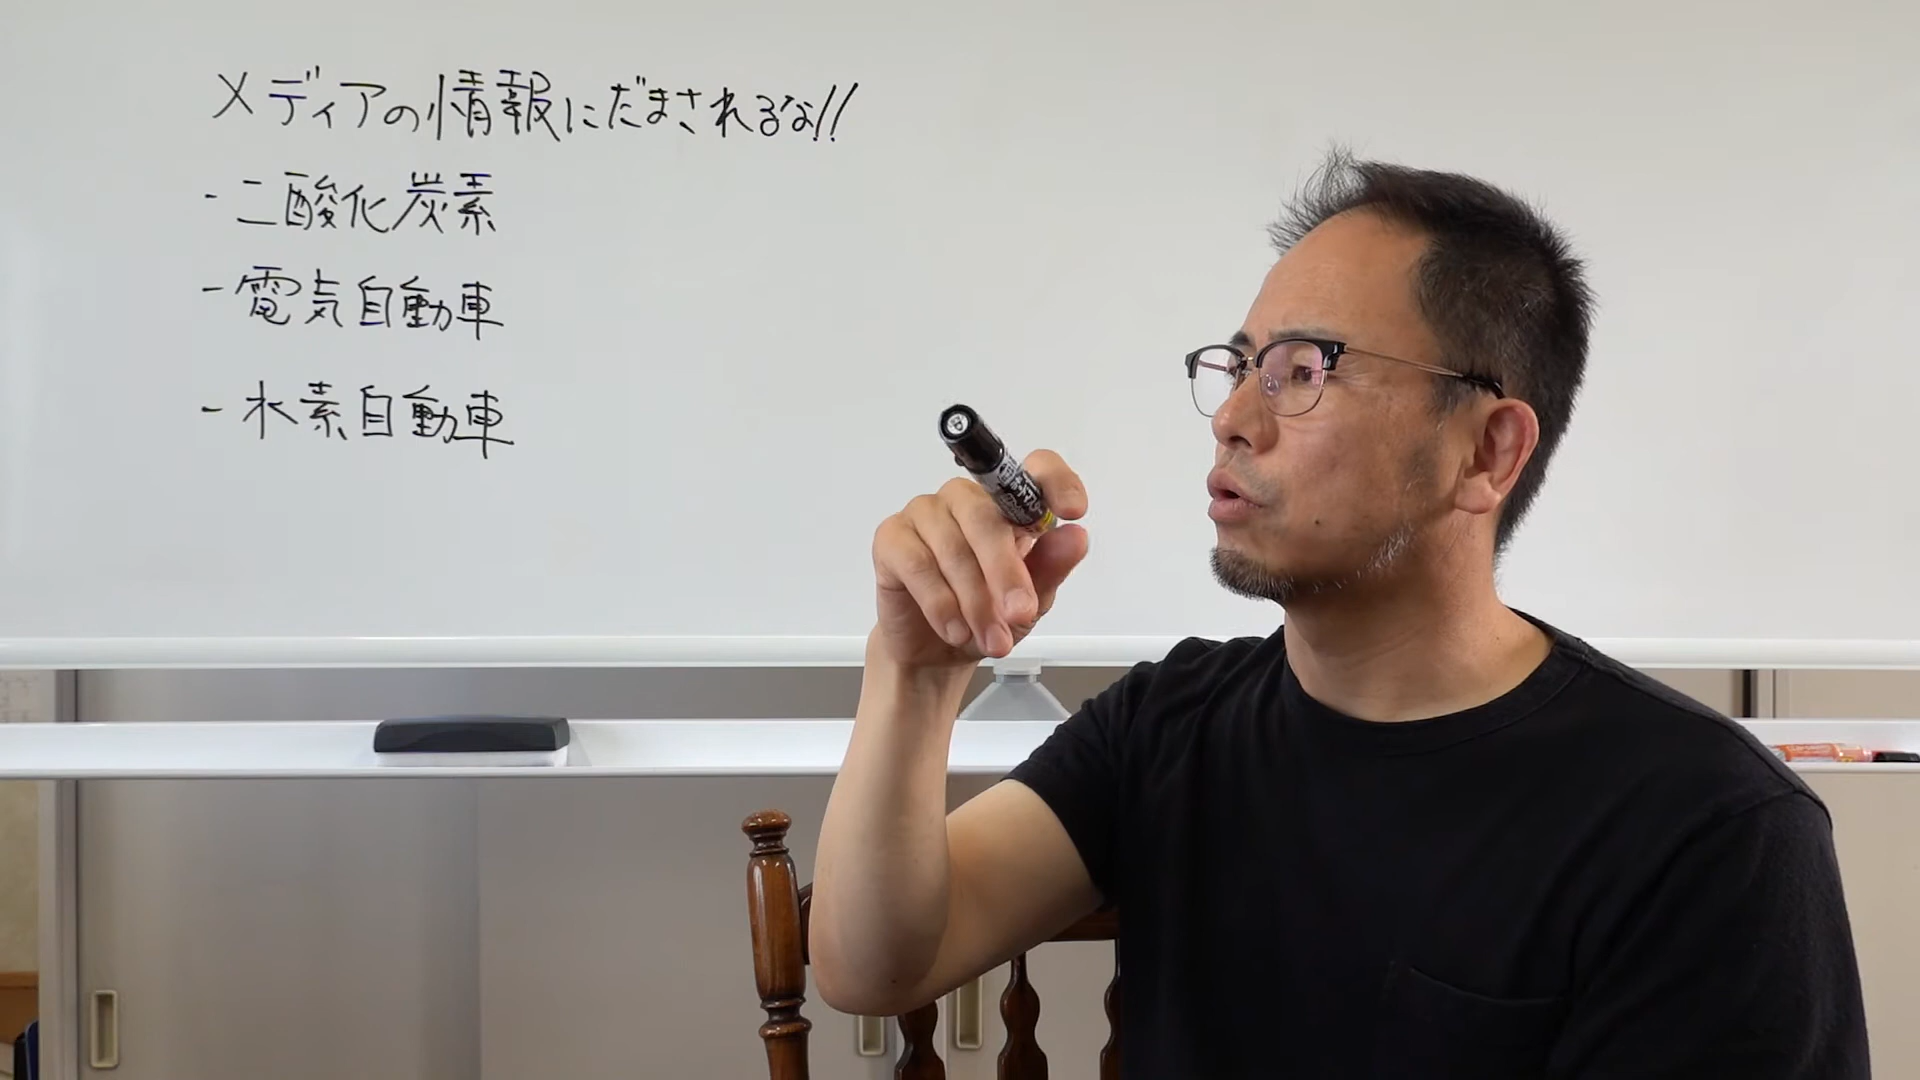 メディアの情報にだまされるな!!
- 二酸化炭素
- 電気自動車
- 水素自動車